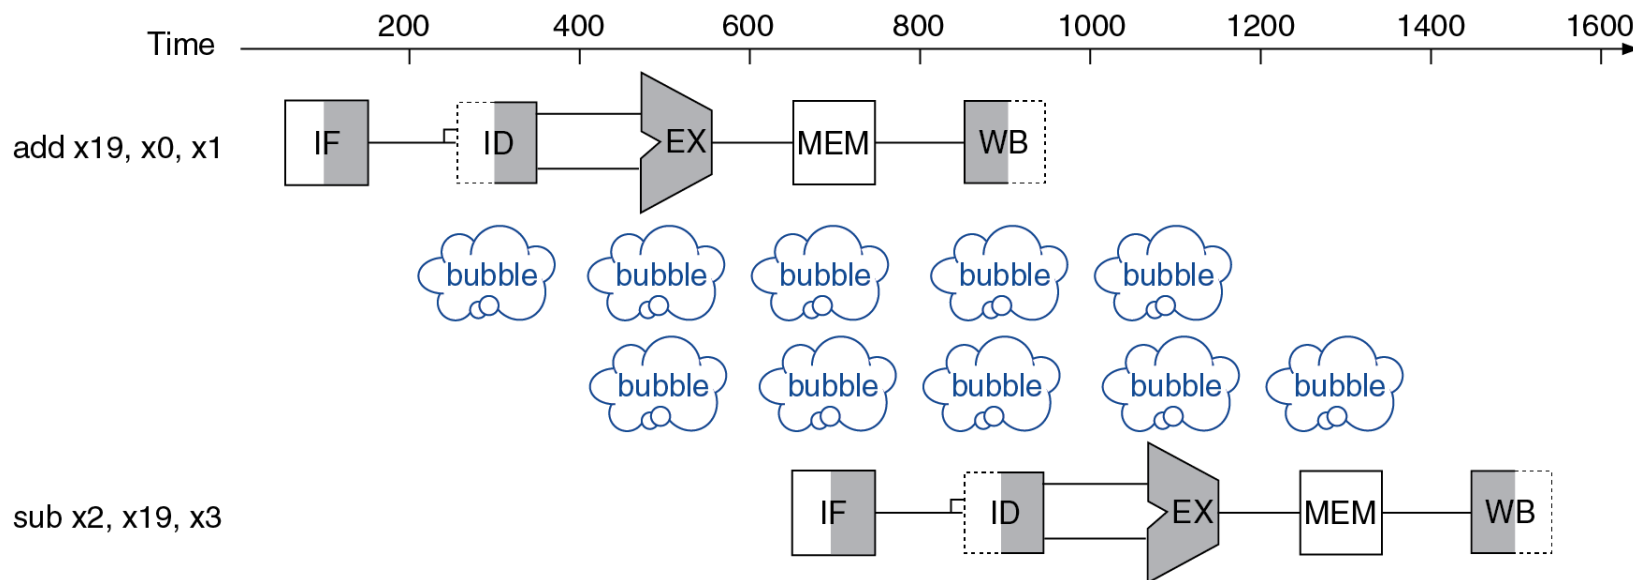 Time 200 400 600 800 1000 1200 1400 1600
add x19, x0, x1 IF ID EX MEM WB
bubble bubble bubble bubble bubble
bubble bubble bubble bubble bubble
sub x2, x19, x3 IF ID EX MEM WB